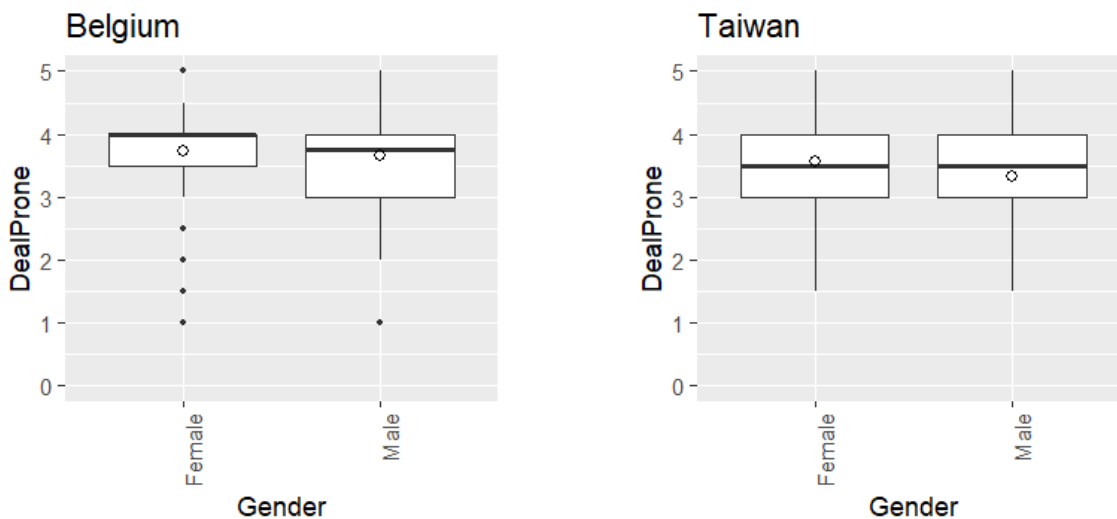 Belgium
5
4
3
2
1
0
DealProne
Female
Male
Gender
Taiwan
5
4
3
2
1
0
DealProne
Female
Male
Gender